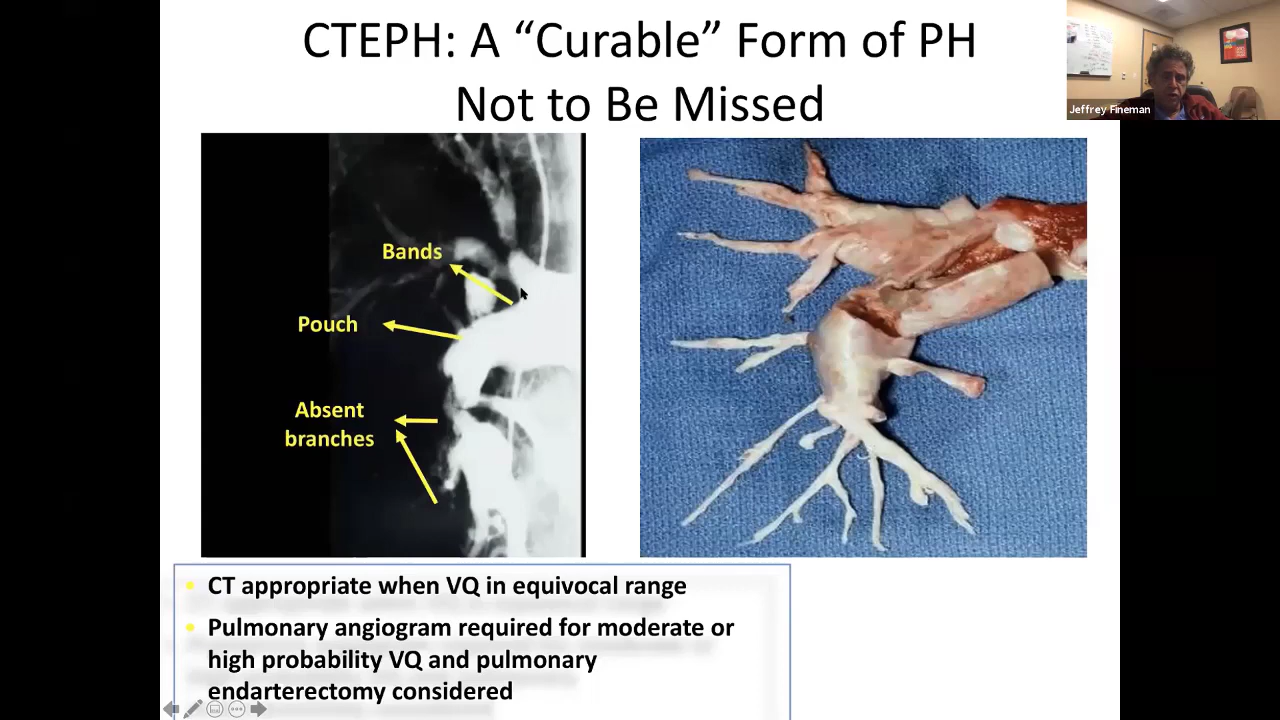 CTEPH: A “Curable” Form of PH
Not to Be Missed
Jeffrey Fineman
Bands
Pouch
Absent
branches
• CT appropriate when VQ in equivocal range
• Pulmonary angiogram required for moderate or
high probability VQ and pulmonary
endarterectomy considered